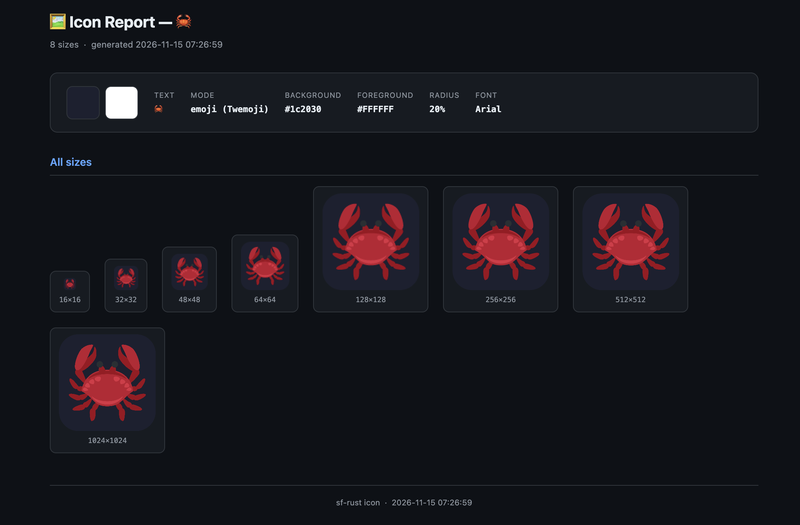 🖼️ Icon Report — 🦀
8 sizes · generated 2026-11-15 07:26:59
TEXT MODE BACKGROUND FOREGROUND RADIUS FONT
🦀 emoji (Twemoji) #1c2030 #FFFFFF 20% Arial
All sizes
16×16 32×32 48×48 64×64 128×128 256×256 512×512
1024×1024
sf-rust icon · 2026-11-15 07:26:59